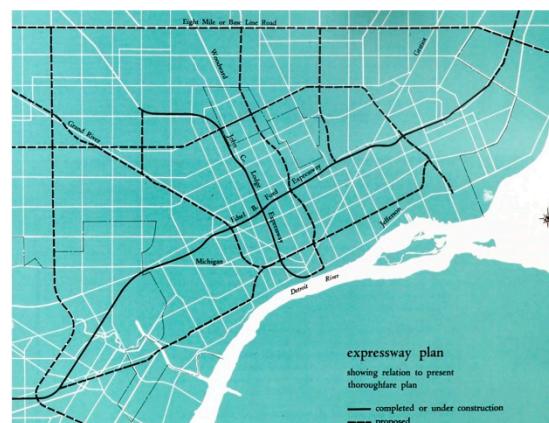 Eight Mile or Base Line Road
Woodward
Gratiot
Grand River
John C. Lodge Expressway
Edsel B. Ford Expressway
Jefferson
Michigan
Detroit River
expressway plan
showing relation to present
thoroughfare plan
completed or under construction
proposed